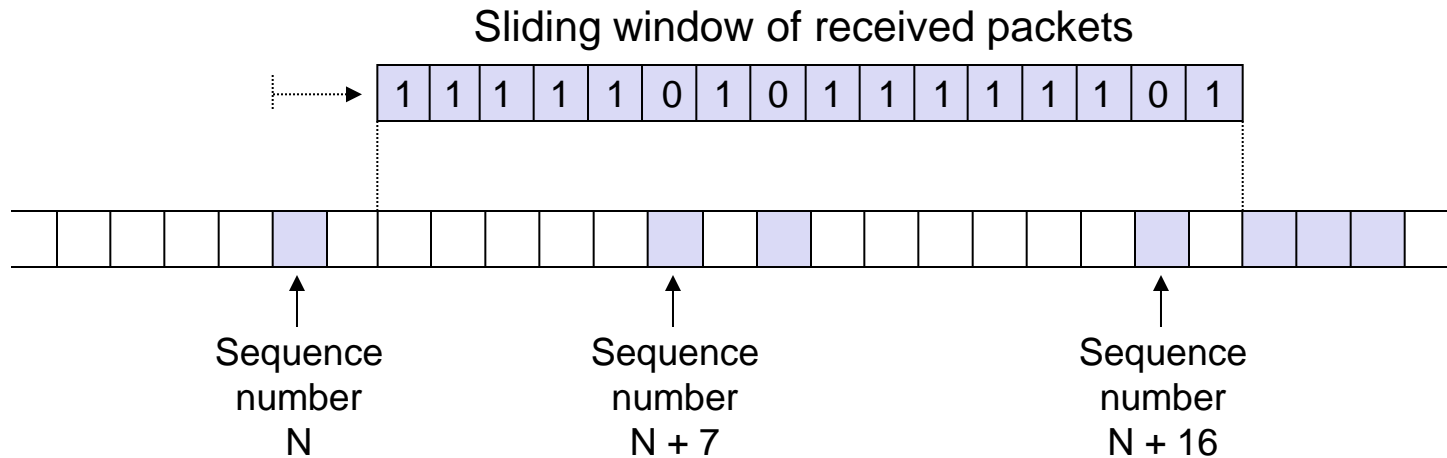 Sliding window of received packets
1 1 1 1 1 0 1 0 1 1 1 1 1 1 0 1
Sequence
number
N
Sequence
number
N + 7
Sequence
number
N + 16